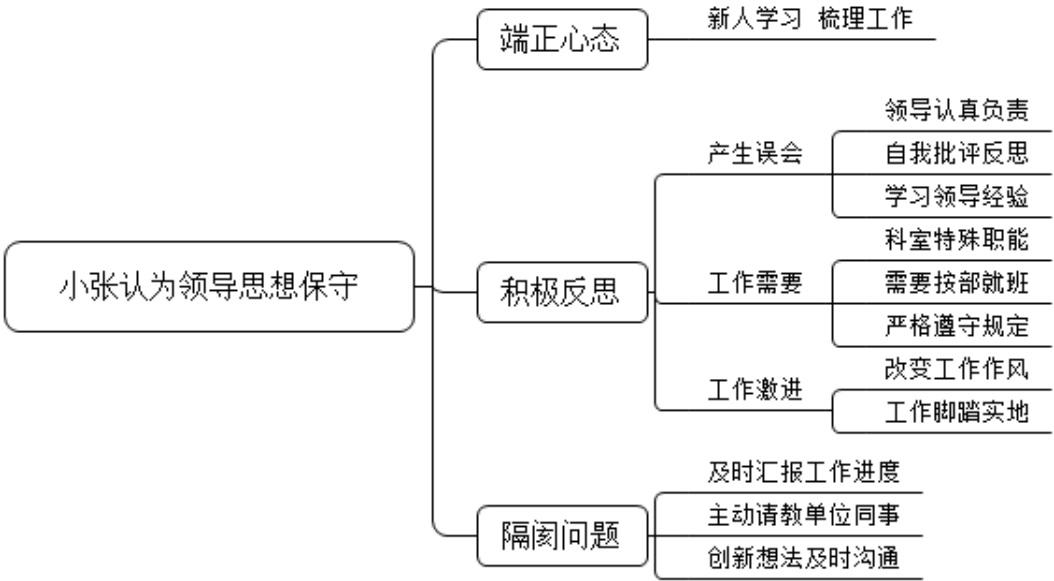 小张认为领导思想保守
端正心态
新人学习 梳理工作
积极反思
产生误会
领导认真负责
自我批评反思
学习领导经验
工作需要
科室特殊职能
需要按部就班
严格遵守规定
工作激进
改变工作作风
工作脚踏实地
隔阂问题
及时汇报工作进度
主动请教单位同事
创新想法及时沟通